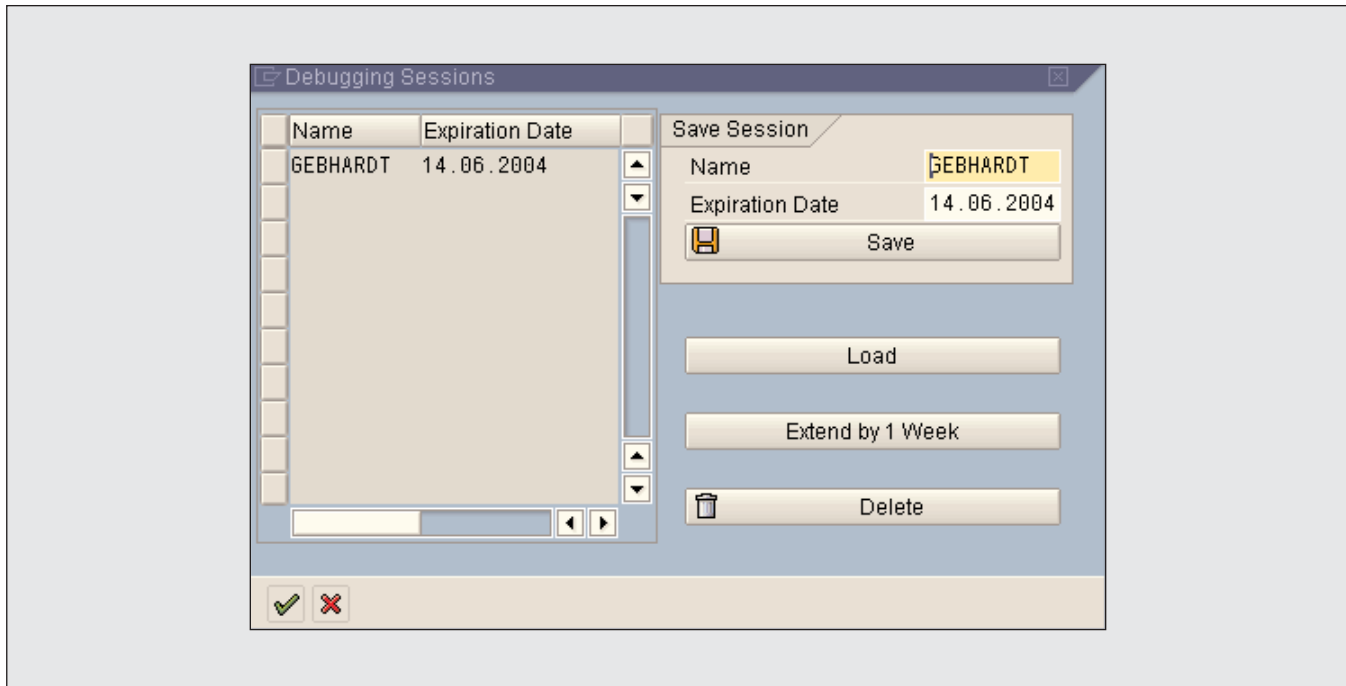 Debugging Sessions
Name Expiration Date
GEBHARDT 14.06.2004
Save Session
Name GEBHARDT
Expiration Date 14.06.2004
Save
Load
Extend by 1 Week
Delete